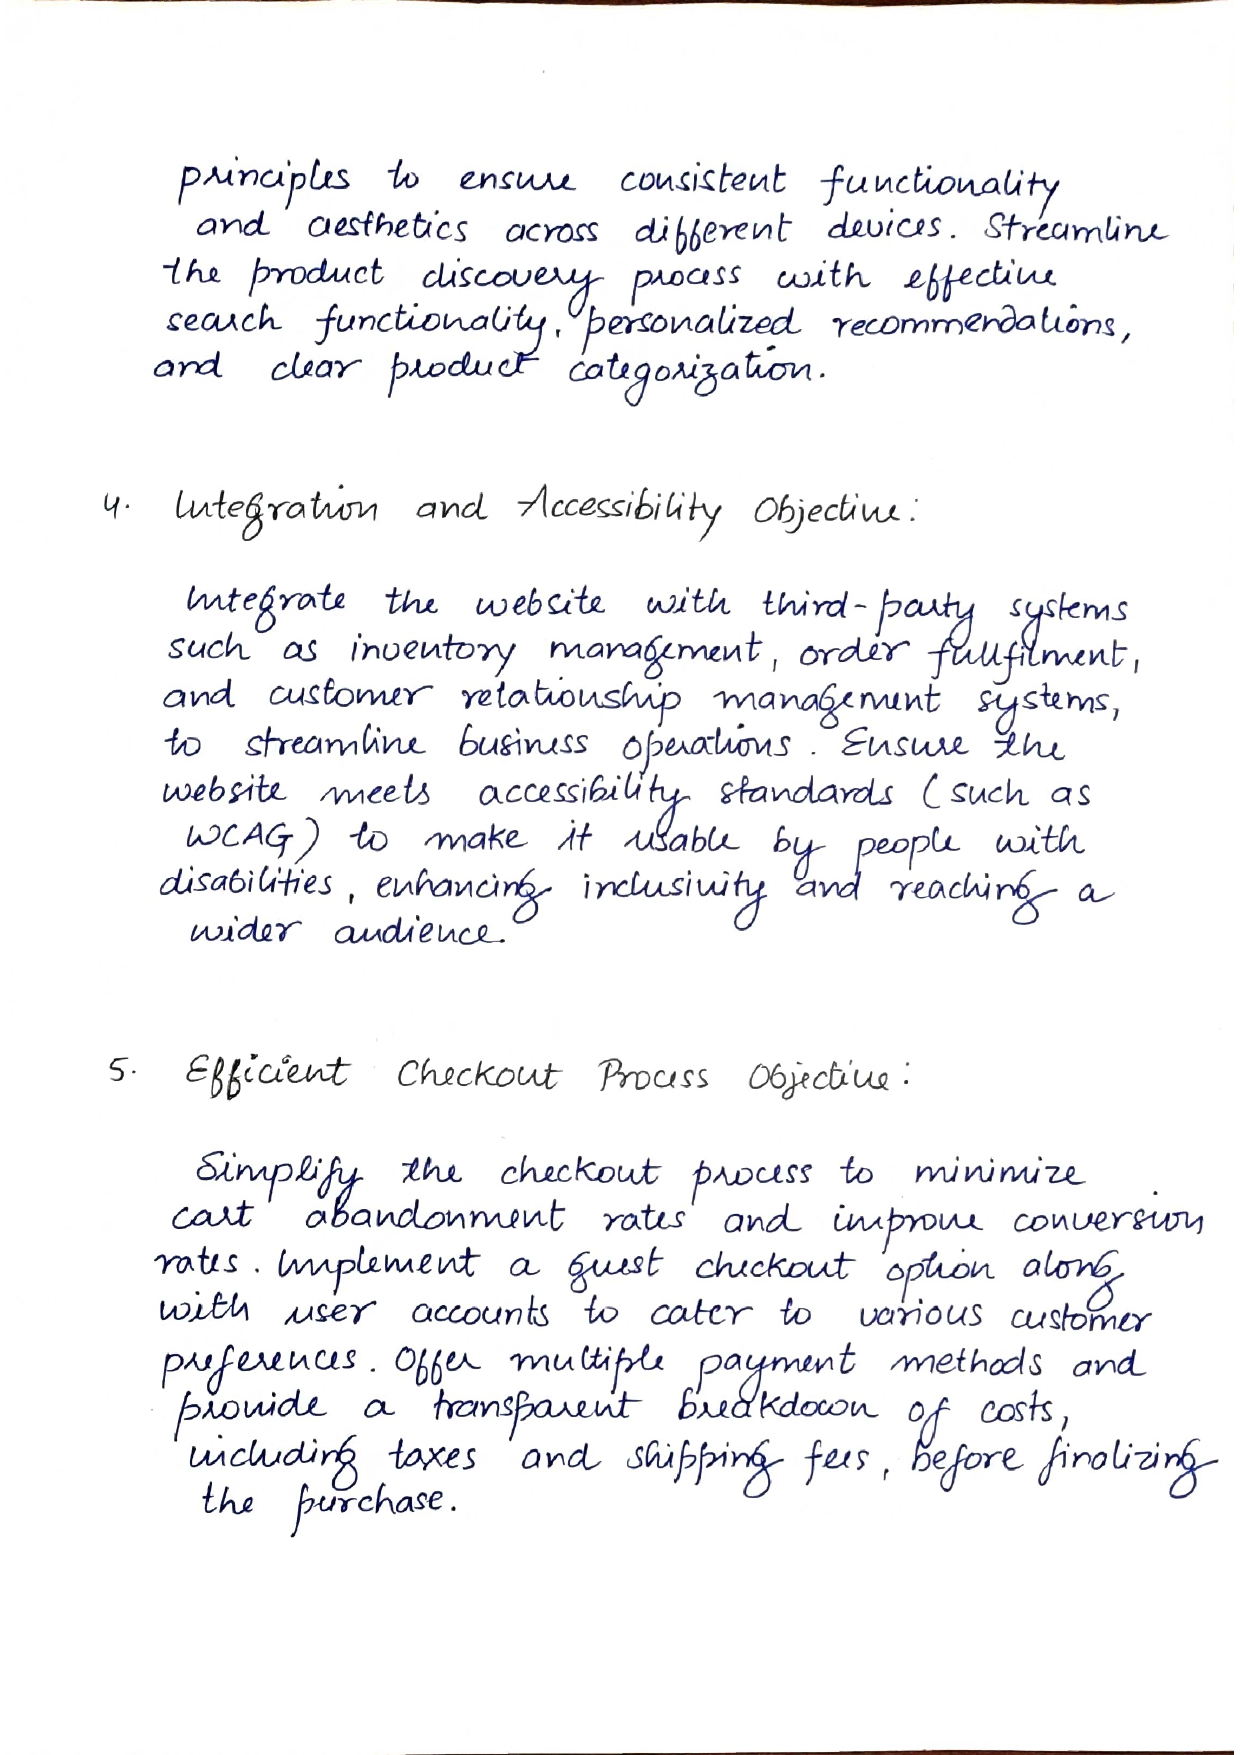 principles to ensure consistent functionality
and aesthetics across different devices. Streamline
the product discovery process with effective
search functionality, personalized recommendations,
and clear product categorization.
4. Integration and Accessibility Objective:
Integrate the website with third-party systems
such as inventory management, order fullfilment,
and customer relationship management systems,
to streamline business operations. Ensure the
website meets accessibility standards (such as
WCAG) to make it usable by people with
disabilities, enhancing inclusivity and reaching a
wider audience.
5. Efficient Checkout Process Objective:
Simplify the checkout process to minimize
cart abandonment rates and improve conversion
rates. Implement a guest checkout option along
with user accounts to cater to various customer
preferences. Offer multiple payment methods and
provide a transparent breakdown of costs,
including taxes and shipping fees, before finalizing
the purchase.